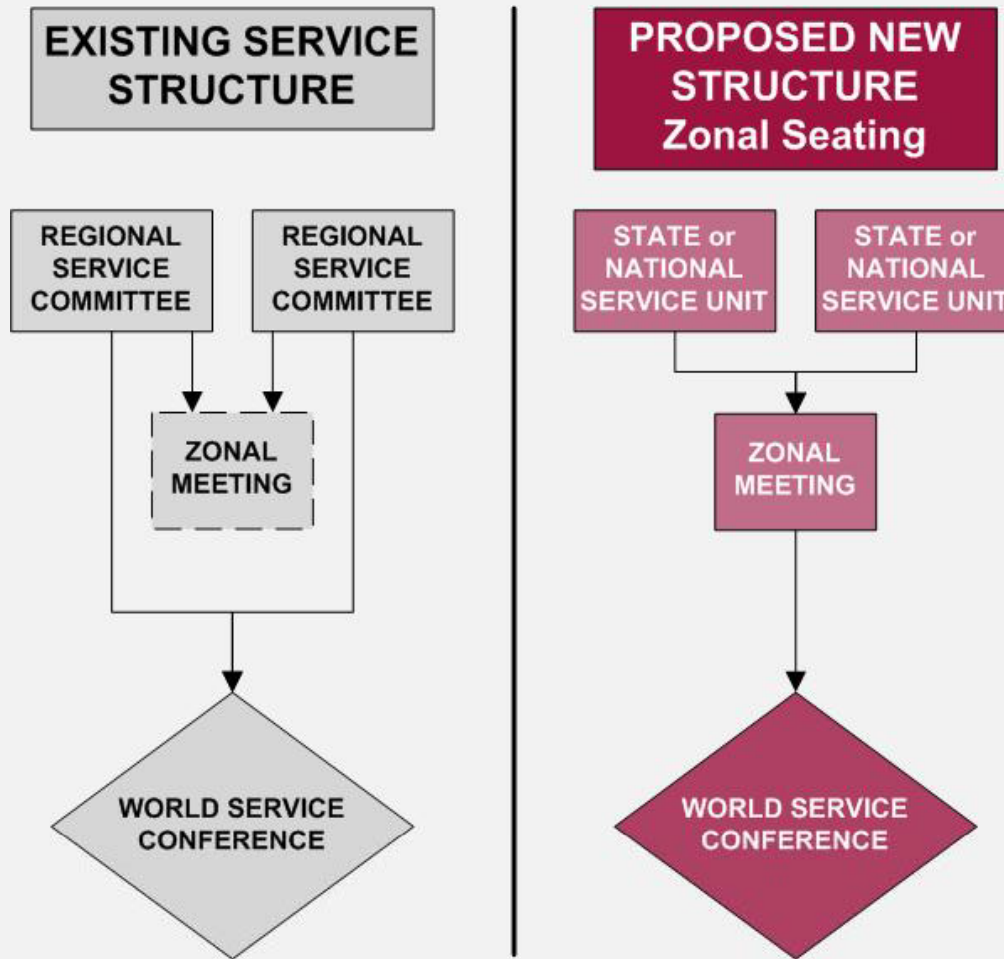 EXISTING SERVICE
STRUCTURE
REGIONAL
SERVICE
COMMITTEE
REGIONAL
SERVICE
COMMITTEE
ZONAL
MEETING
WORLD SERVICE
CONFERENCE
PROPOSED NEW
STRUCTURE
Zonal Seating
STATE or
NATIONAL
SERVICE UNIT
STATE or
NATIONAL
SERVICE UNIT
ZONAL
MEETING
WORLD SERVICE
CONFERENCE